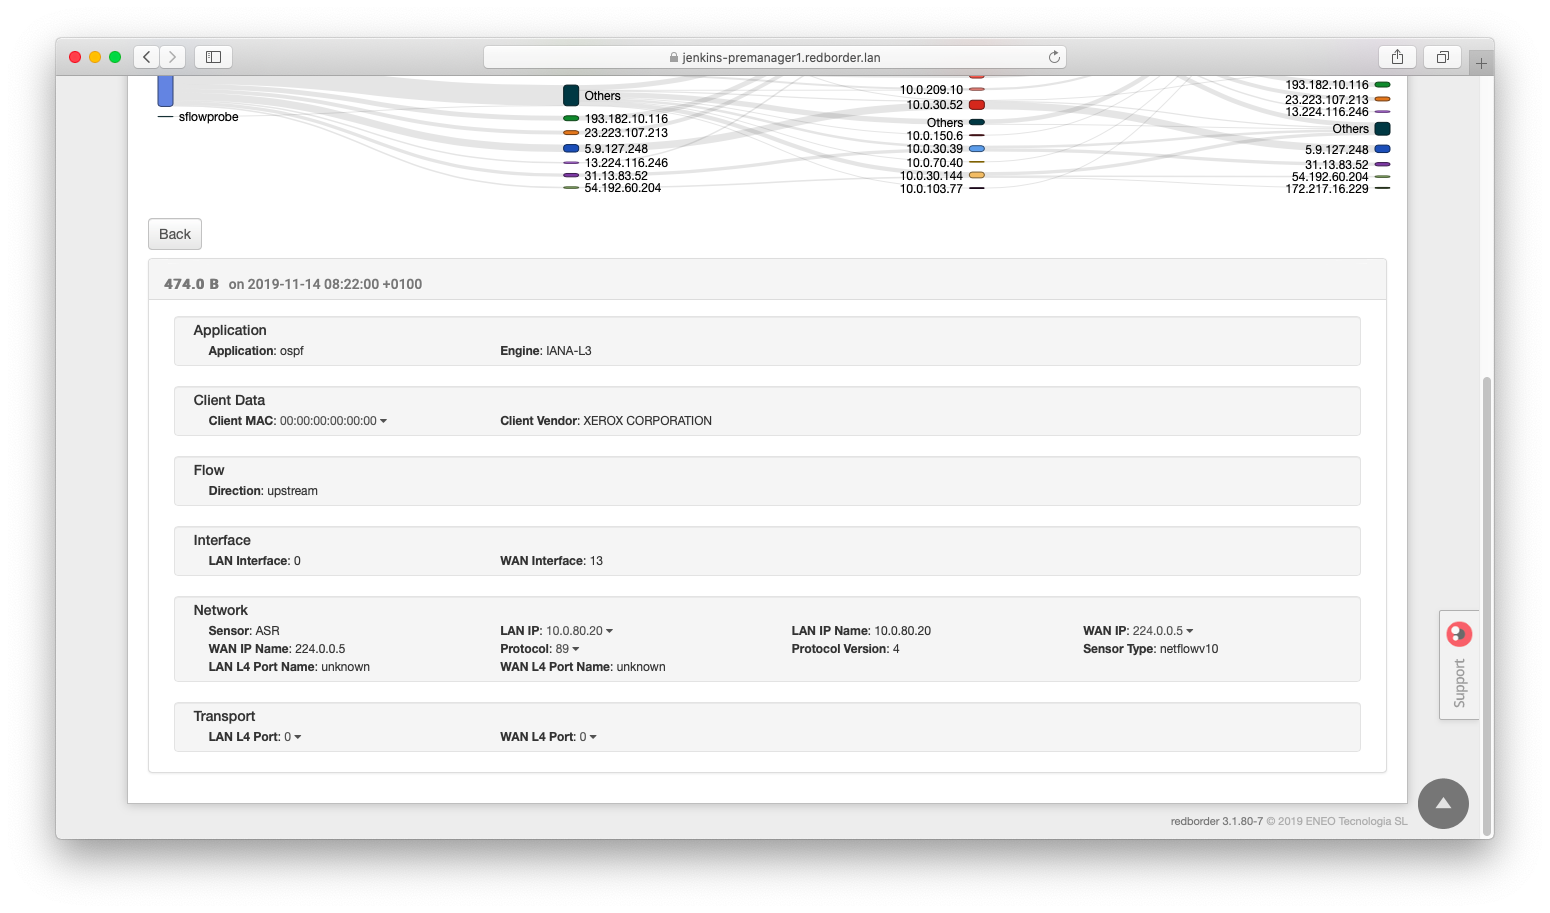 jenkins-premanager1.redborder.lan
sflowprobe
Others
193.182.10.116
23.223.107.213
5.9.127.248
13.224.116.246
31.13.83.52
54.192.60.204
10.0.209.10
10.0.30.52
Others
10.0.150.6
10.0.30.39
10.0.70.40
10.0.30.144
10.0.103.77
193.182.10.116
23.223.107.213
13.224.116.246
Others
5.9.127.248
31.13.83.52
54.192.60.204
172.217.16.229
Back
474.0 B on 2019-11-14 08:22:00 +0100
Application
Application: ospf Engine: IANA-L3
Client Data
Client MAC: 00:00:00:00:00:00 Client Vendor: XEROX CORPORATION
Flow
Direction: upstream
Interface
LAN Interface: 0 WAN Interface: 13
Network
Sensor: ASR LAN IP: 10.0.80.20 LAN IP Name: 10.0.80.20 WAN IP: 224.0.0.5
WAN IP Name: 224.0.0.5 Protocol: 89 Protocol Version: 4 Sensor Type: netflowv10
LAN L4 Port Name: unknown WAN L4 Port Name: unknown
Transport
LAN L4 Port: 0 WAN L4 Port: 0
Support
redborder 3.1.80-7 © 2019 ENEO Tecnologia SL